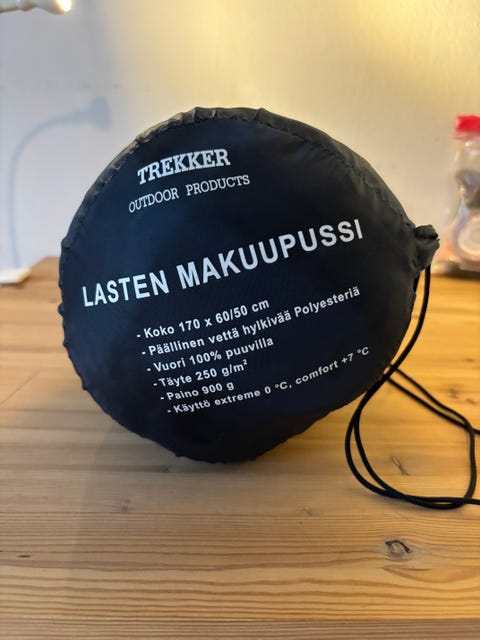 TREKKER
OUTDOOR PRODUCTS
LASTEN MAKUUPUSSI
- Koko 170 x 60/50 cm
- Päällinen vettä hylkivää Polyesteriä
- Vuori 100% puuvilla
- Täyte 250 g/m²
- Paino 900 g
- Käyttö extreme 0 °C, comfort +7 °C